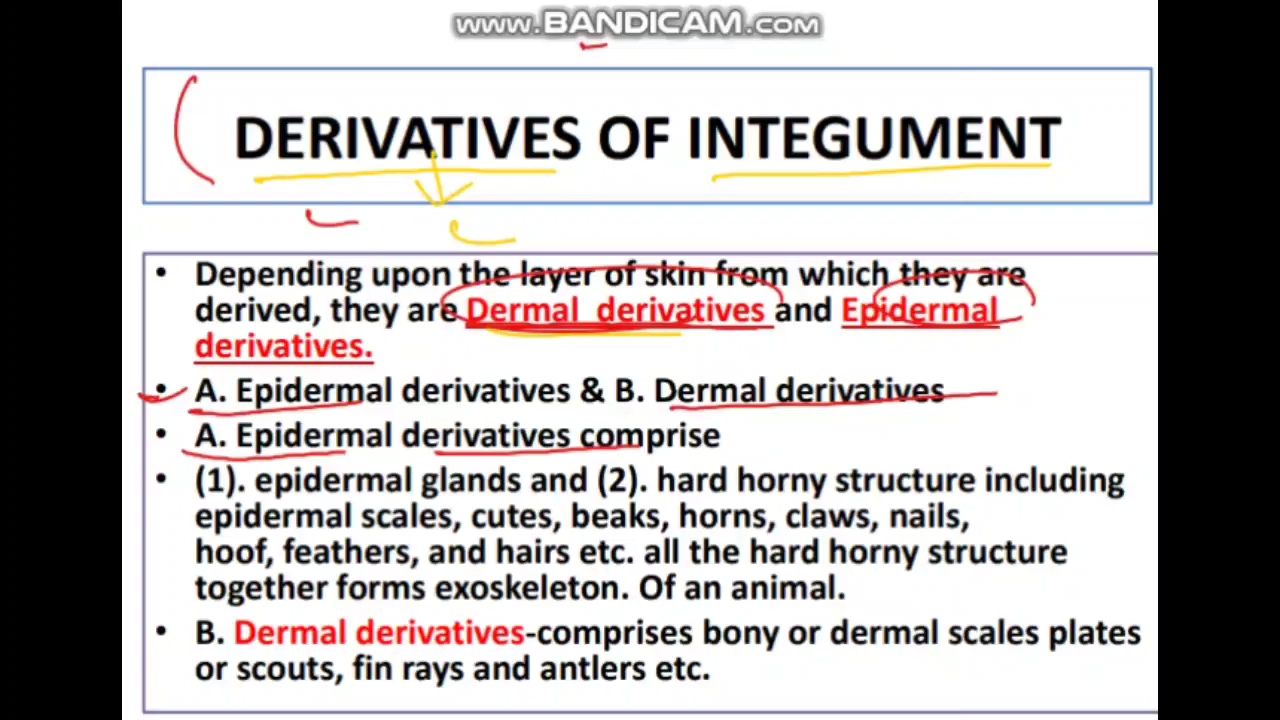 www.BANDICAM.com
DERIVATIVES OF INTEGUMENT
• Depending upon the layer of skin from which they are
derived, they are Dermal derivatives and Epidermal
derivatives.
• A. Epidermal derivatives & B. Dermal derivatives
• A. Epidermal derivatives comprise
• (1). epidermal glands and (2). hard horny structure including
epidermal scales, cutes, beaks, horns, claws, nails,
hoof, feathers, and hairs etc. all the hard horny structure
together forms exoskeleton. Of an animal.
• B. Dermal derivatives-comprises bony or dermal scales plates
or scouts, fin rays and antlers etc.